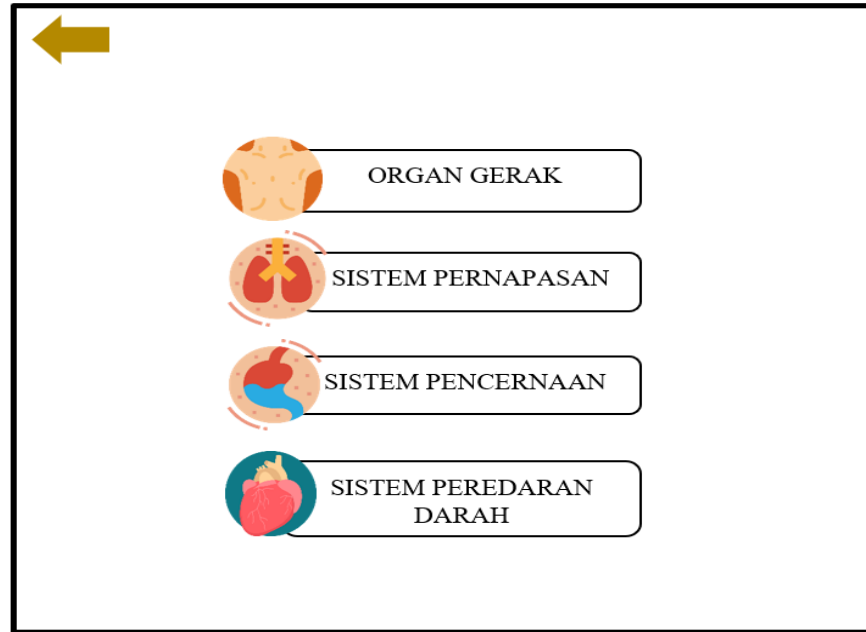 ORGAN GERAK
SISTEM PERNAPASAN
SISTEM PENCERNAAN
SISTEM PEREDARAN
DARAH